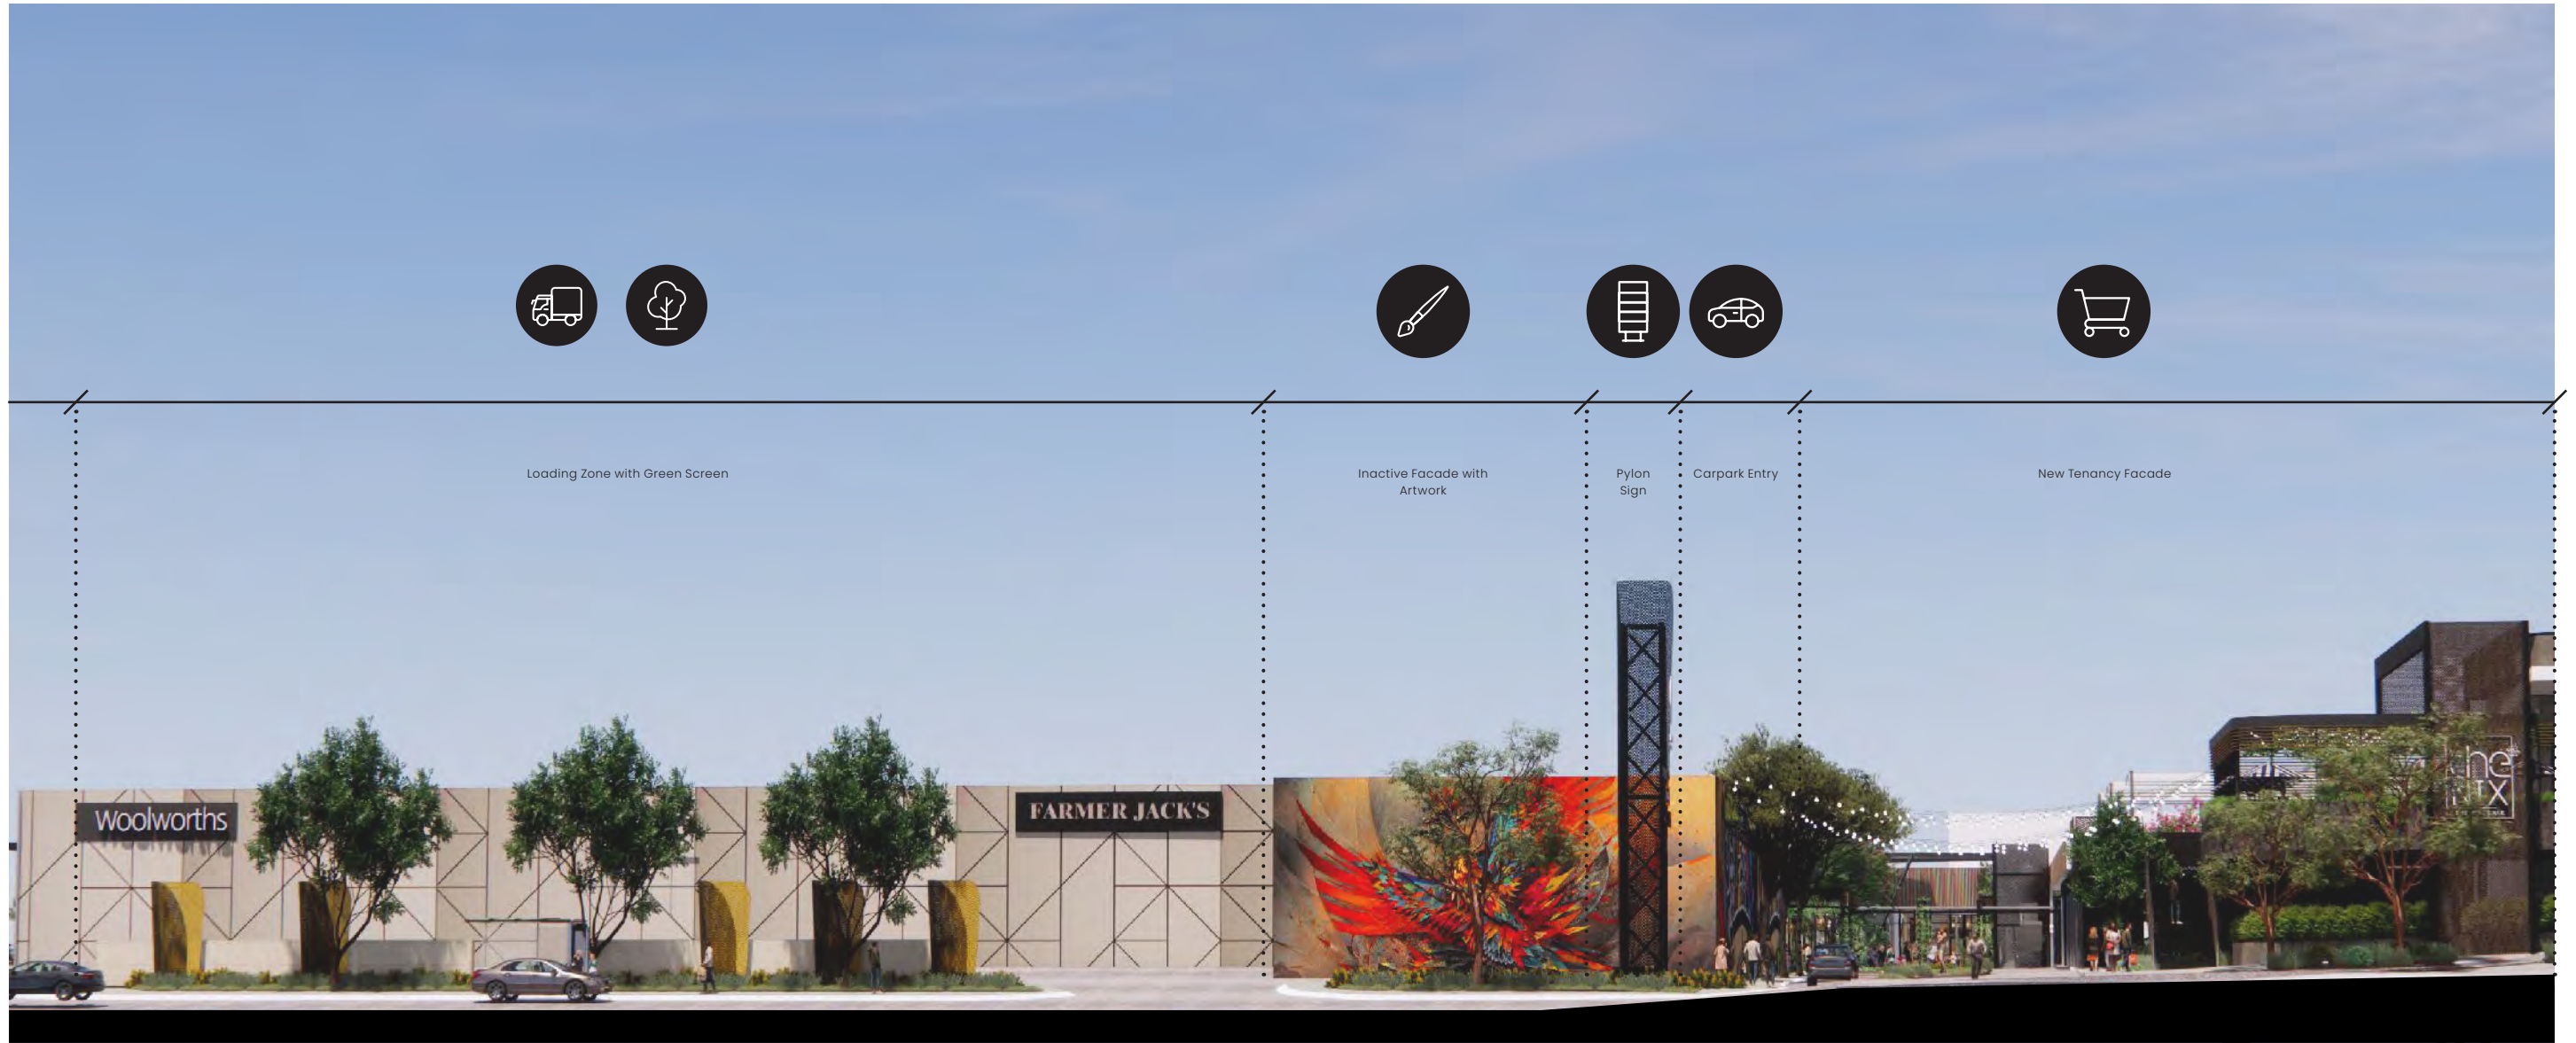 Loading Zone with Green Screen
Inactive Facade with
Artwork
Pylon
Sign
Carpark Entry
New Tenancy Facade
Woolworths
FARMER JACK'S